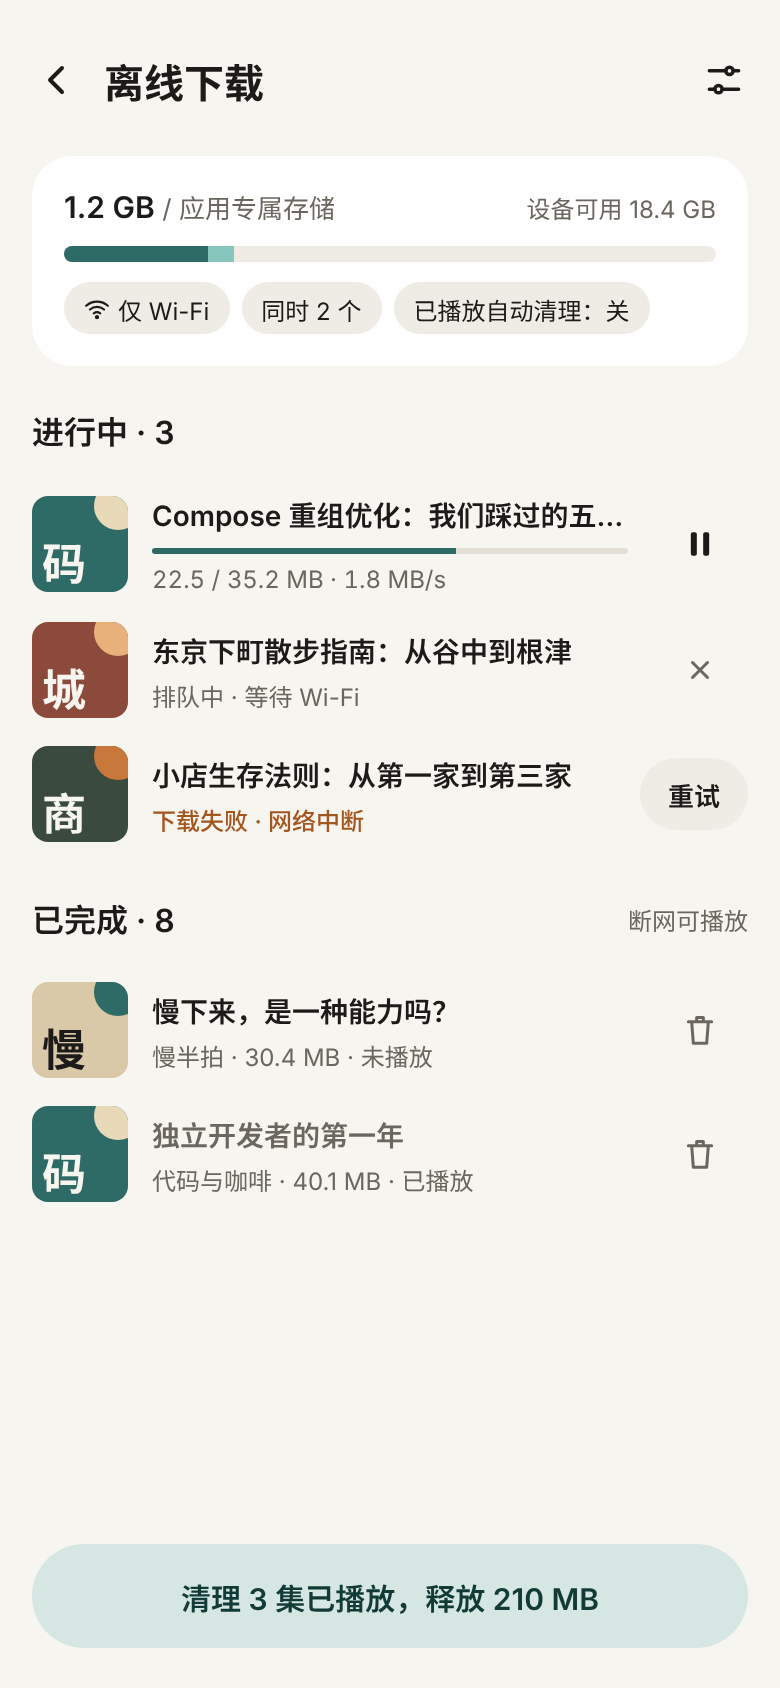 离线下载
1.2 GB / 应用专属存储
设备可用 18.4 GB
仅 Wi-Fi
同时 2 个
已播放自动清理：关
进行中 · 3
码
Compose 重组优化：我们踩过的五...
22.5 / 35.2 MB · 1.8 MB/s
城
东京下町散步指南：从谷中到根津
排队中 · 等待 Wi-Fi
商
小店生存法则：从第一家到第三家
下载失败 · 网络中断
重试
已完成 · 8
断网可播放
慢
慢下来，是一种能力吗？
慢半拍 · 30.4 MB · 未播放
码
独立开发者的第一年
代码与咖啡 · 40.1 MB · 已播放
清理 3 集已播放，释放 210 MB